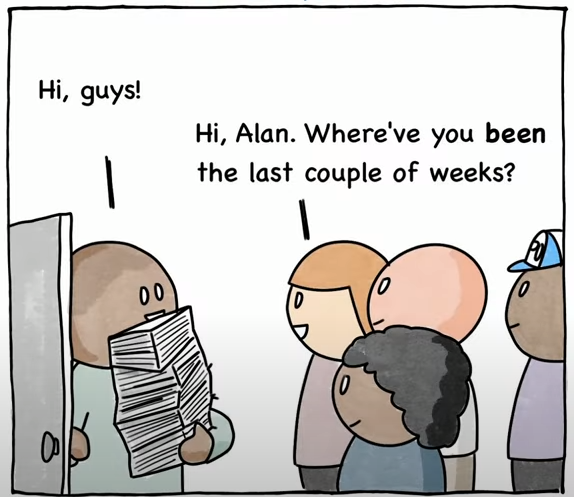 Hi, guys!
Hi, Alan. Where've you been
the last couple of weeks?